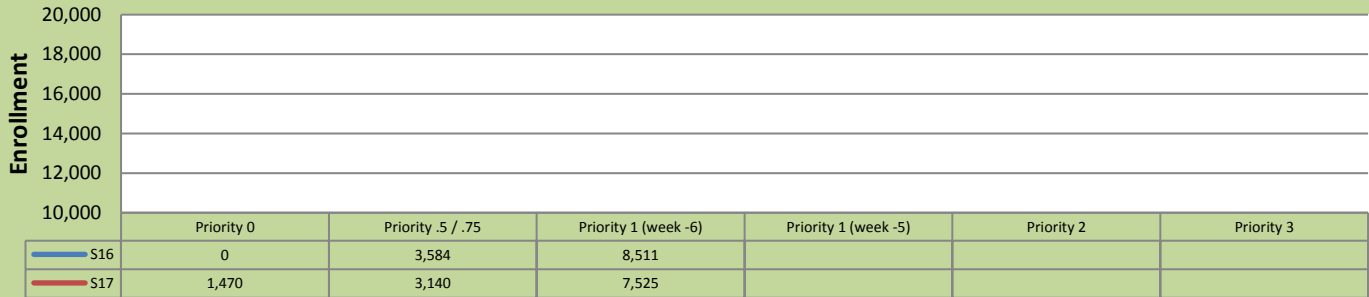 20,000
18,000
16,000
14,000
12,000
10,000
Enrollment
Priority 0 Priority .5 / .75 Priority 1 (week -6) Priority 1 (week -5) Priority 2 Priority 3
S16 0 3,584 8,511
S17 1,470 3,140 7,525